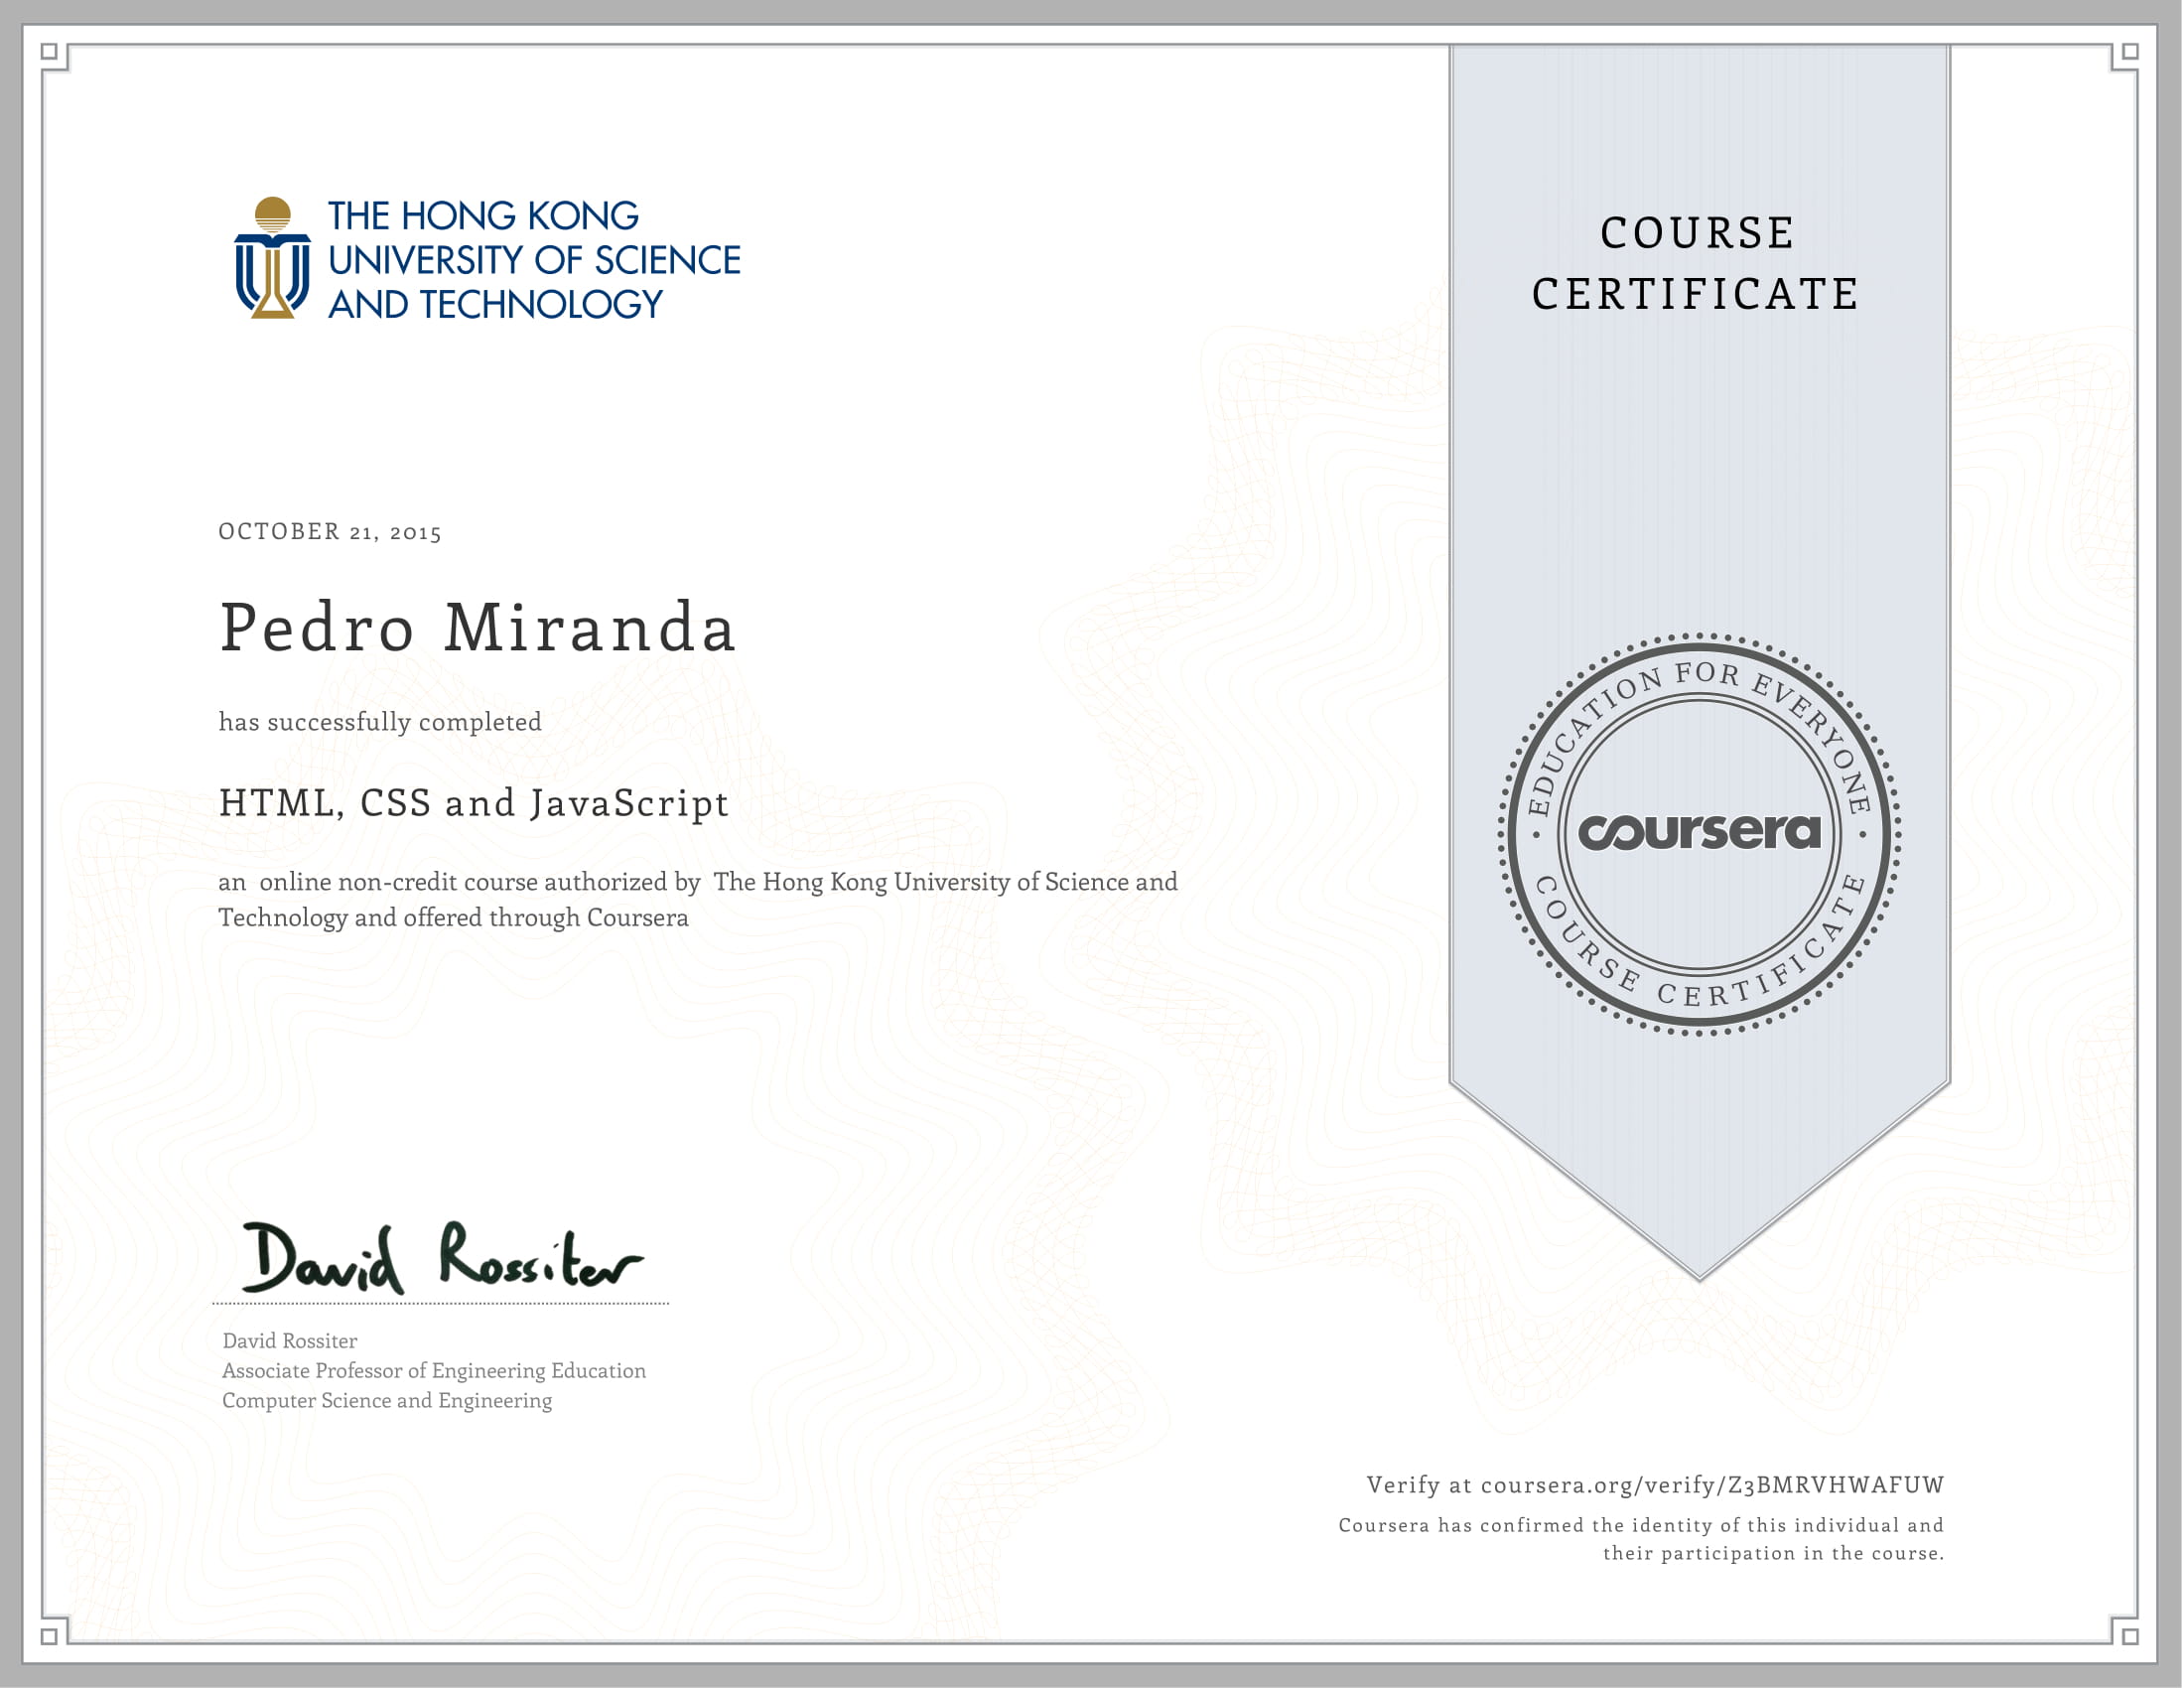 THE HONG KONG
UNIVERSITY OF SCIENCE
AND TECHNOLOGY
COURSE
CERTIFICATE
OCTOBER 21, 2015
Pedro Miranda
has successfully completed
HTML, CSS and JavaScript
an  online non-credit course authorized by  The Hong Kong University of Science and
Technology and offered through Coursera
EDUCATION FOR EVERYONE
coursera
COURSE CERTIFICATE
David Rossiter
David Rossiter
Associate Professor of Engineering Education
Computer Science and Engineering
Verify at coursera.org/verify/Z3BMRVHWAFUW
Coursera has confirmed the identity of this individual and
their participation in the course.